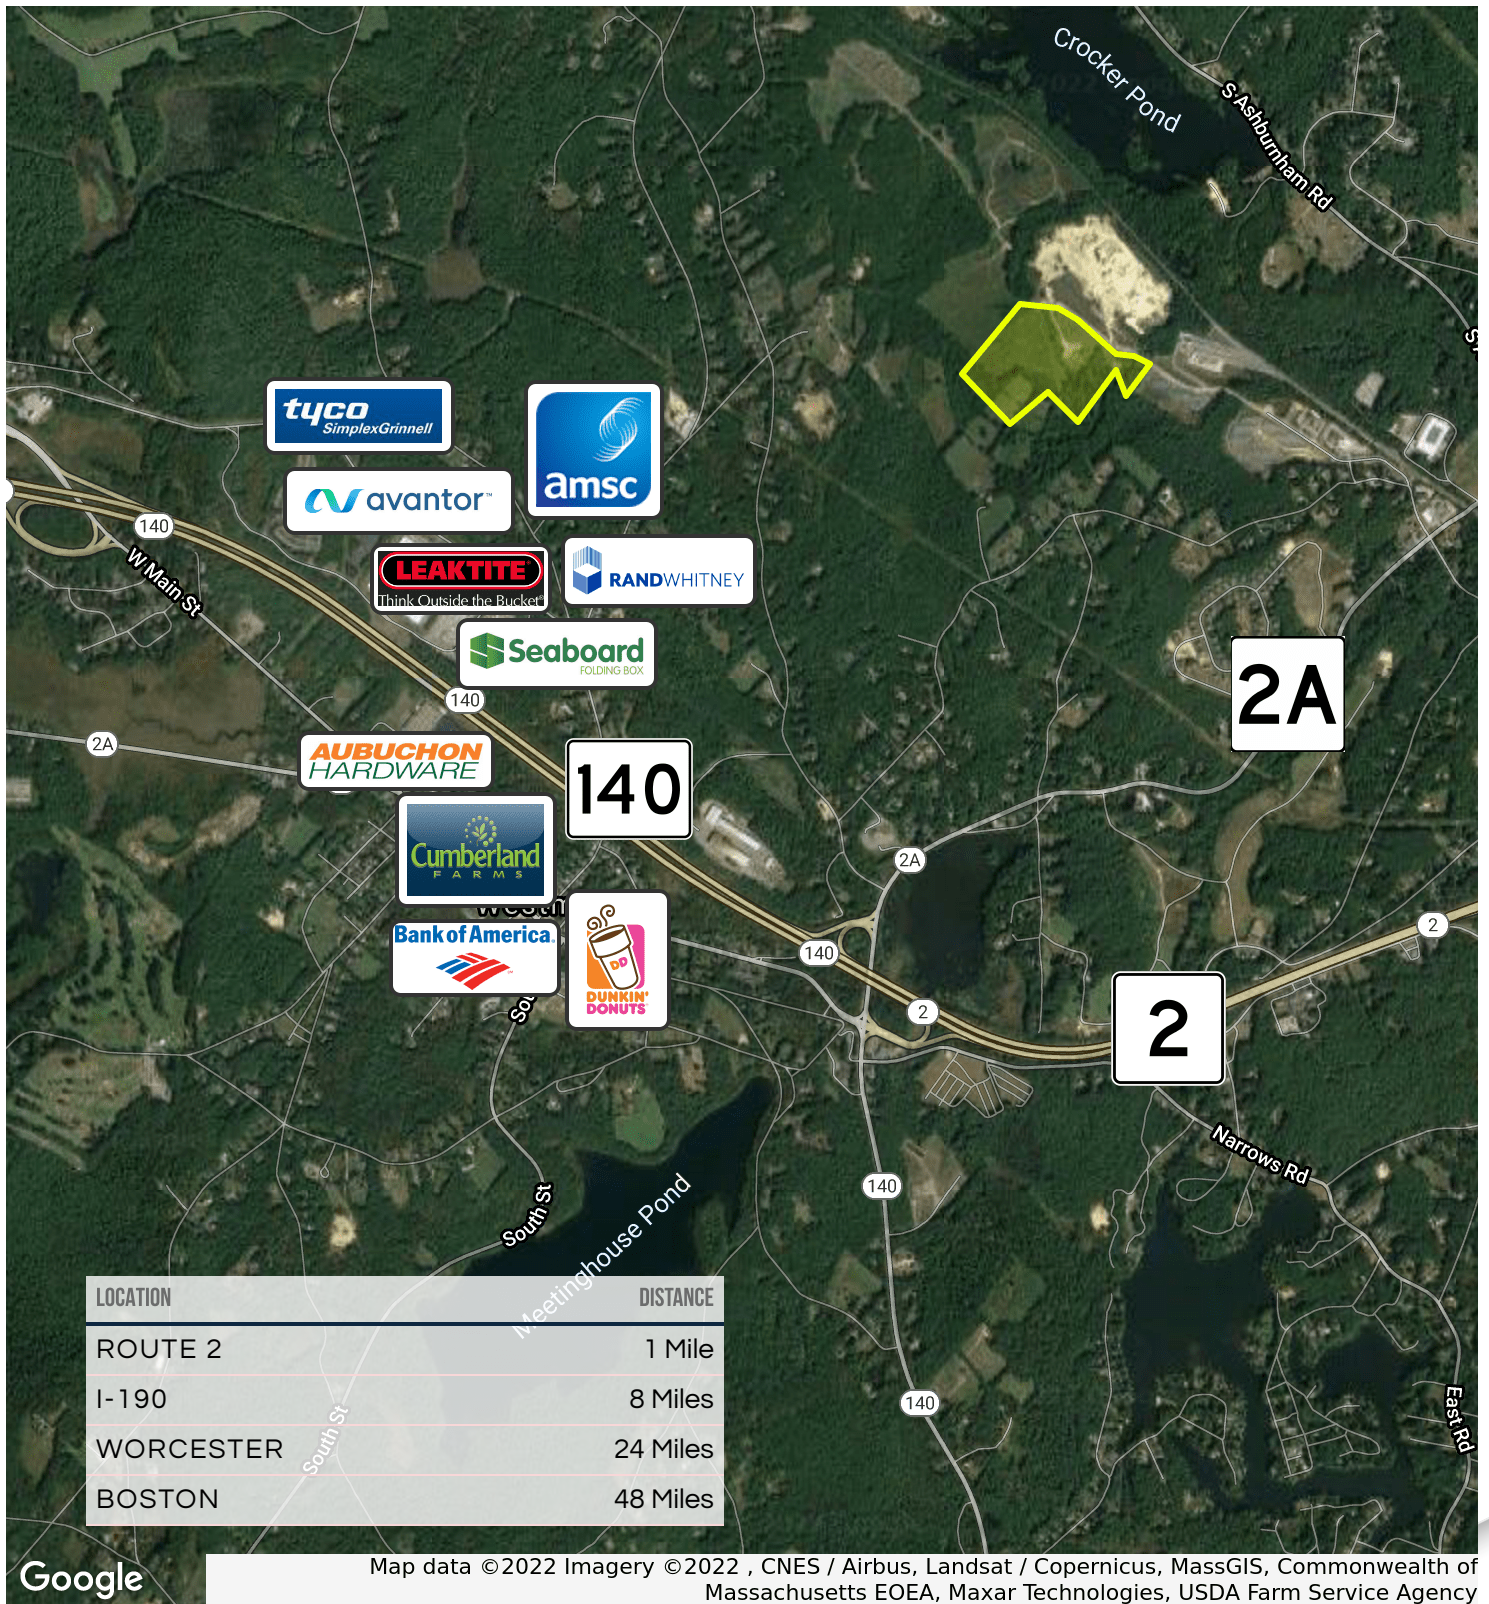 Crocker Pond
S Ashburnham Rd
tyco
SimplexGrinnell
amsc
avantor™
140
W Main St
LEAKTITE®
Think Outside the Bucket®
RANDWHITNEY
Seaboard
FOLDING BOX
2A
140
2A
AUBUCHON
HARDWARE
140
Cumberland
FARMS
2A
Bank of America
DD
DUNKIN'
DONUTS
140
2
2
2
South St
Narrows Rd
140
Meetinghouse Pond
140
East Rd
South St
LOCATION DISTANCE
ROUTE 2 1 Mile
I-190 8 Miles
WORCESTER 24 Miles
BOSTON 48 Miles
Google
Map data ©2022 Imagery ©2022 , CNES / Airbus, Landsat / Copernicus, MassGIS, Commonwealth of
Massachusetts EOEA, Maxar Technologies, USDA Farm Service Agency